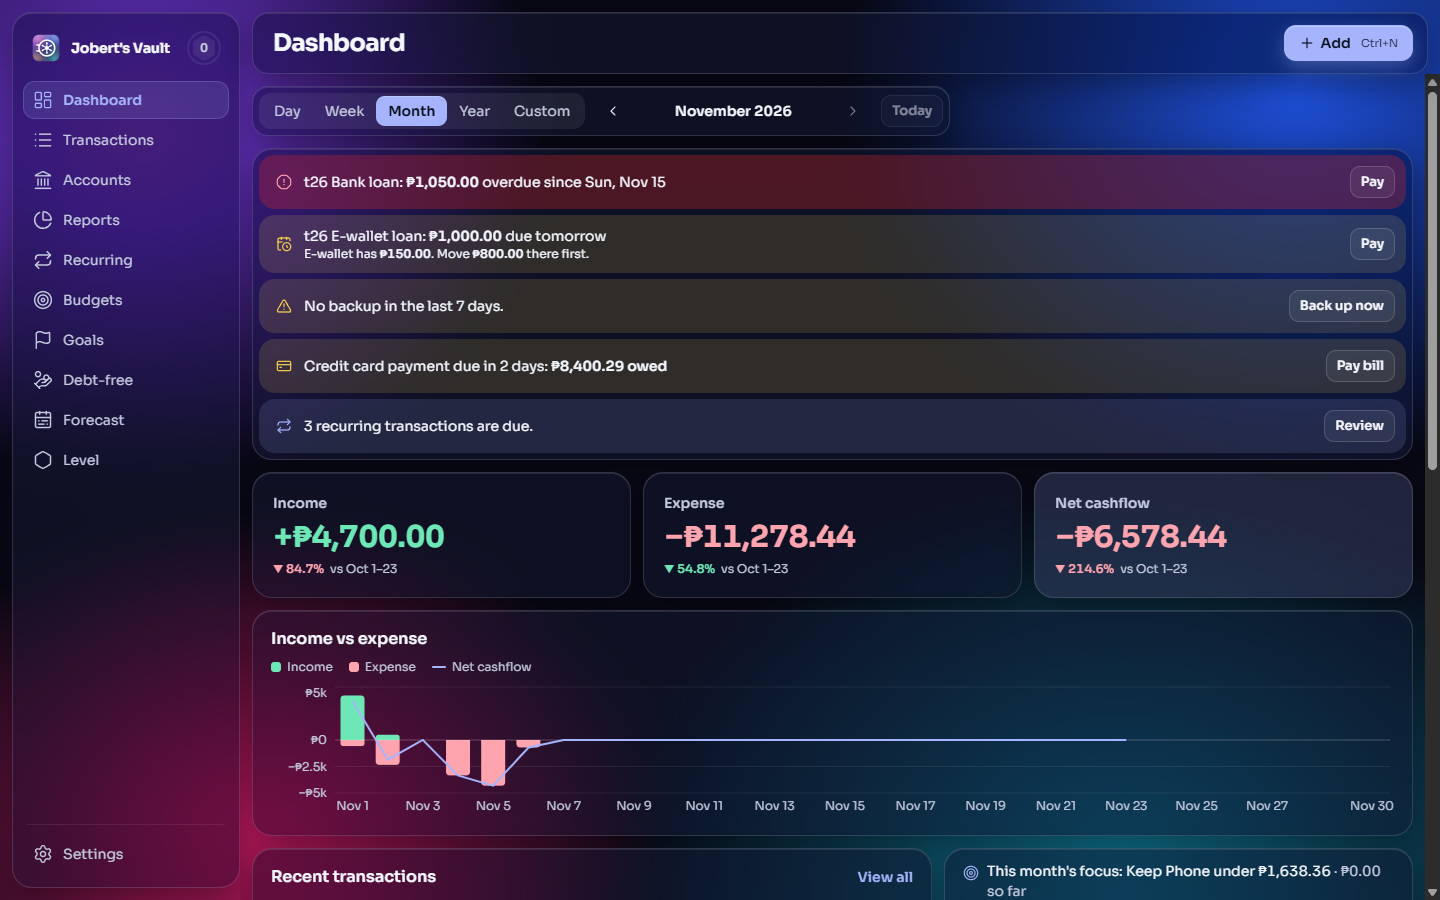 Jobert's Vault 0
Dashboard
Transactions
Accounts
Reports
Recurring
Budgets
Goals
Debt-free
Forecast
Level
Settings
Dashboard
+ Add Ctrl+N
Day Week Month Year Custom
November 2026
Today
t26 Bank loan: ₱1,050.00 overdue since Sun, Nov 15
Pay
t26 E-wallet loan: ₱1,000.00 due tomorrow
E-wallet has ₱150.00. Move ₱800.00 there first.
Pay
No backup in the last 7 days.
Back up now
Credit card payment due in 2 days: ₱8,400.29 owed
Pay bill
3 recurring transactions are due.
Review
Income
+₱4,700.00
▼ 84.7% vs Oct 1–23
Expense
−₱11,278.44
▼ 54.8% vs Oct 1–23
Net cashflow
−₱6,578.44
▼ 214.6% vs Oct 1–23
Income vs expense
Income Expense Net cashflow
₱5k
₱0
−₱2.5k
−₱5k
Nov 1 Nov 3 Nov 5 Nov 7 Nov 9 Nov 11 Nov 13 Nov 15 Nov 17 Nov 19 Nov 21 Nov 23 Nov 25 Nov 27 Nov 30
Recent transactions
View all
This month's focus: Keep Phone under ₱1,638.36 · ₱0.00
so far